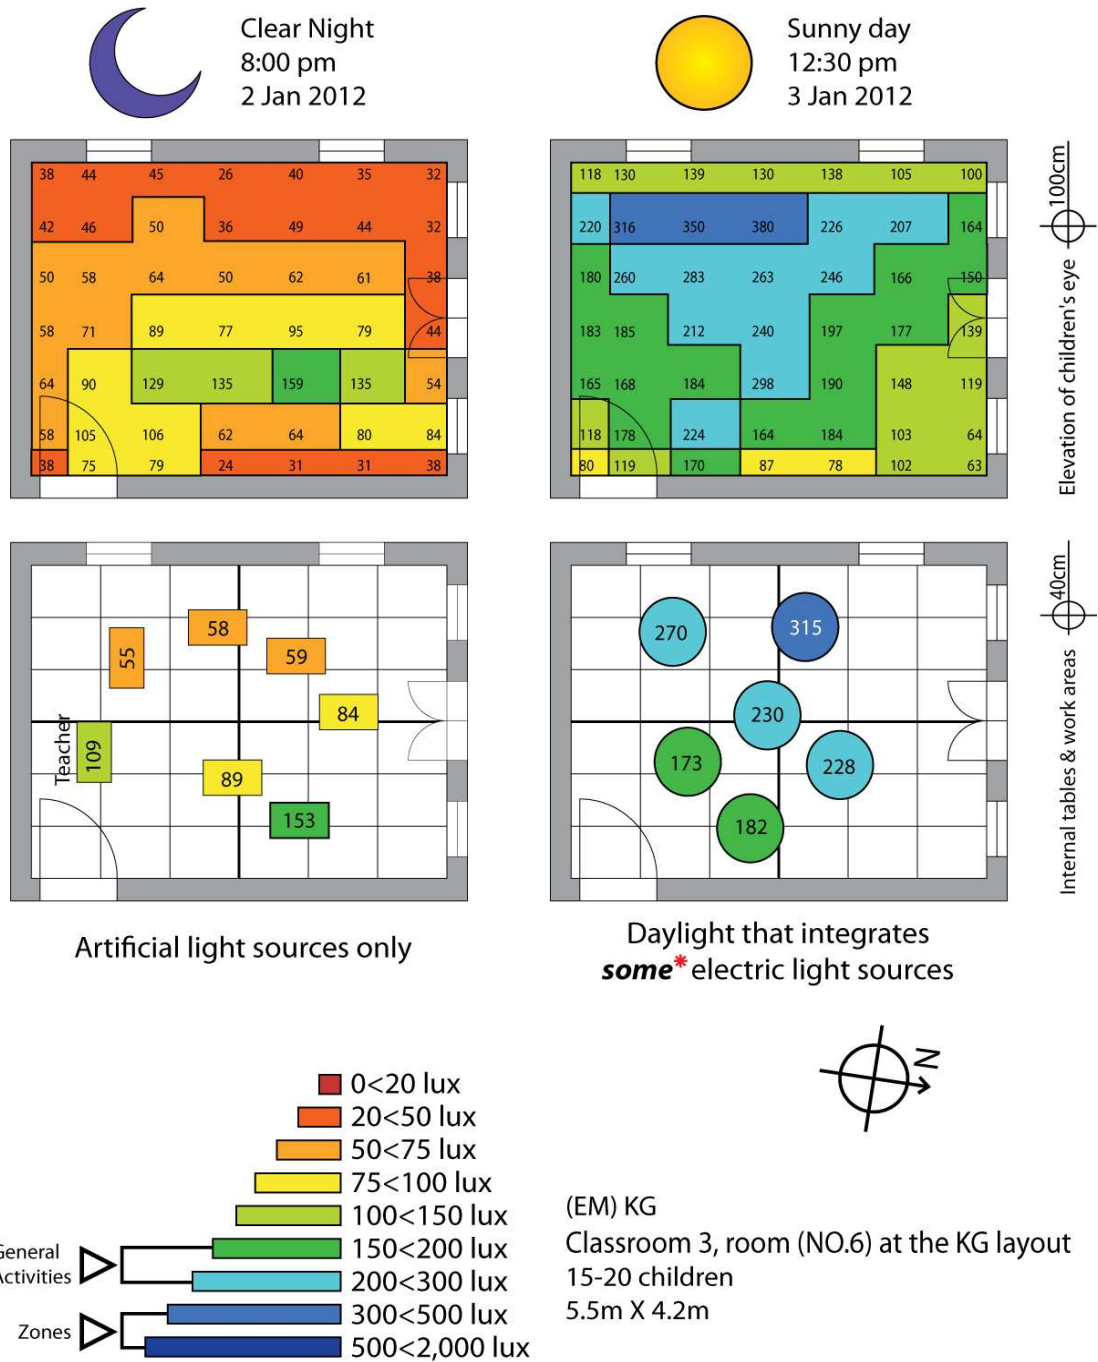 Clear Night
8:00 pm
2 Jan 2012
Sunny day
12:30 pm
3 Jan 2012
38 44 45 26 40 35 32
42 46 50 36 49 44 32
50 58 64 50 62 61 38
58 71 89 77 95 79 44
64 90 129 135 159 135 54
58 105 106 62 64 80 84
38 75 79 24 31 31 38
118 130 139 130 138 105 100
220 316 350 380 226 207 164
180 260 283 263 246 166 150
183 185 212 240 197 177 139
165 168 184 298 190 148 119
118 178 224 164 184 103 64
80 119 170 87 78 102 63
100cm
Elevation of children's eye
58
55
59
84
Teacher
109
89
153
270
315
230
173
228
182
40cm
Internal tables & work areas
Artificial light sources only
Daylight that integrates
some* electric light sources
N
0<20 lux
20<50 lux
50<75 lux
75<100 lux
100<150 lux
150<200 lux
200<300 lux
300<500 lux
500<2,000 lux
General
Activities
Zones
(EM) KG
Classroom 3, room (NO.6) at the KG layout
15-20 children
5.5m X 4.2m